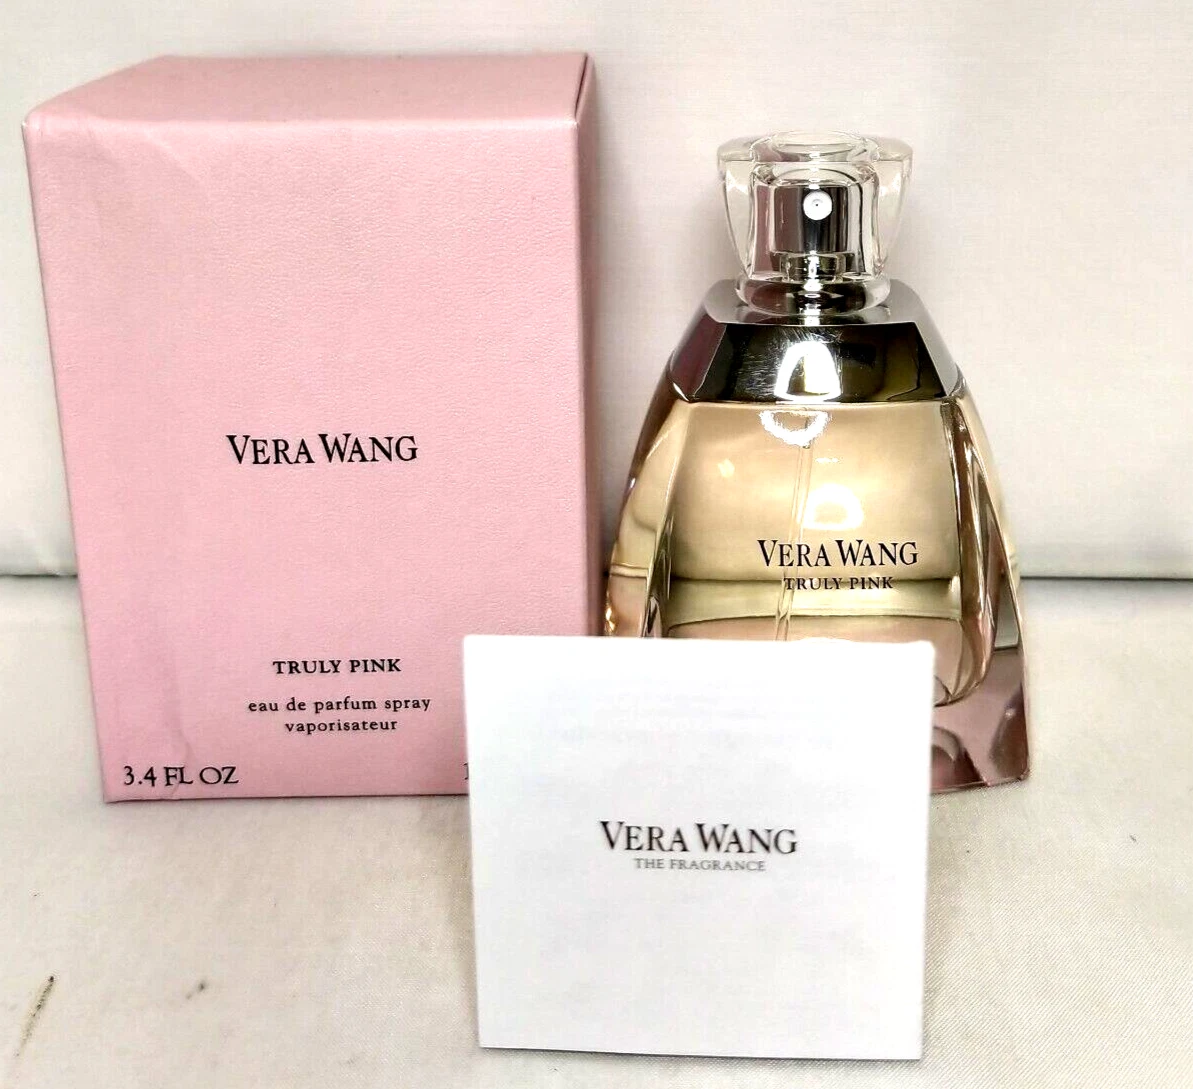 VERA WANG
TRULY PINK
eau de parfum spray
vaporisateur
3.4 FL OZ
VERA WANG
TRULY PINK
VERA WANG
THE FRAGRANCE